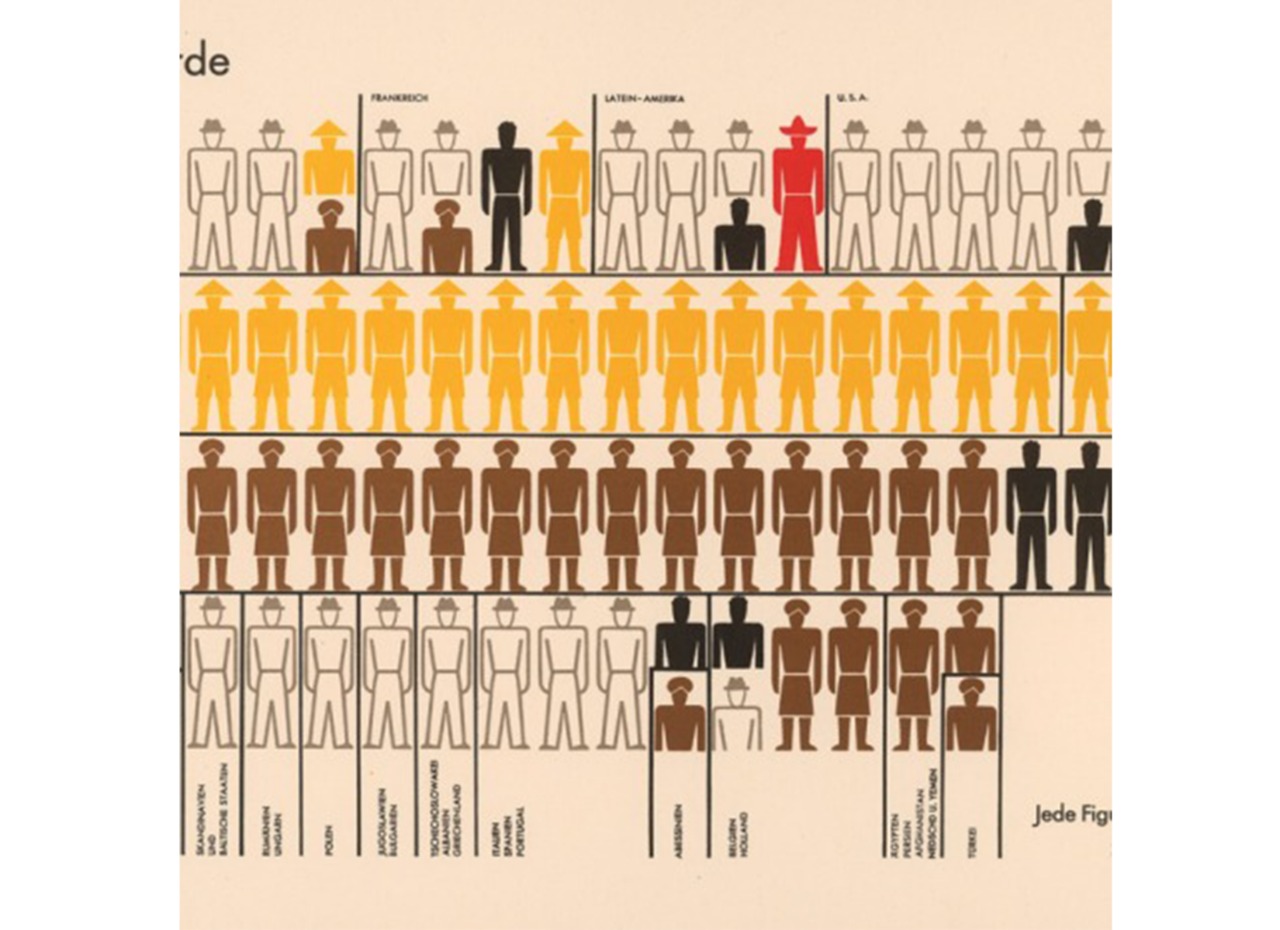 rde
FRANKREICH
LATEIN-AMERIKA
U.S.A.
SKANDINAVIEN
UND
BALTISCHE STAATEN
RUMÄNIEN
UNGARN
POLEN
JUGOSLAWIEN
BULGARIEN
TSCHECHOSLOWAKEI
ALBANIEN
GRIECHENLAND
ITALIEN
SPANIEN
PORTUGAL
ABESSINIEN
BELGIEN
HOLLAND
ÄGYPTEN
PERSIEN
AFGHANISTAN
NEDSCHD U. YEMEN
TÜRKEI
Jede Figu